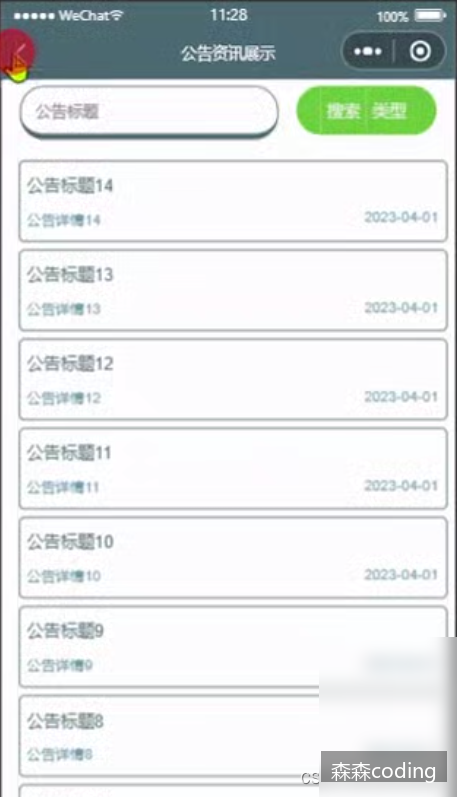 WeChat 11:28 100%
公告资讯展示
公告标题
搜索 类型
公告标题14
公告详情14 2023-04-01
公告标题13
公告详情13 2023-04-01
公告标题12
公告详情12 2023-04-01
公告标题11
公告详情11 2023-04-01
公告标题10
公告详情10 2023-04-01
公告标题9
公告详情9
公告标题8
公告详情8
森森coding